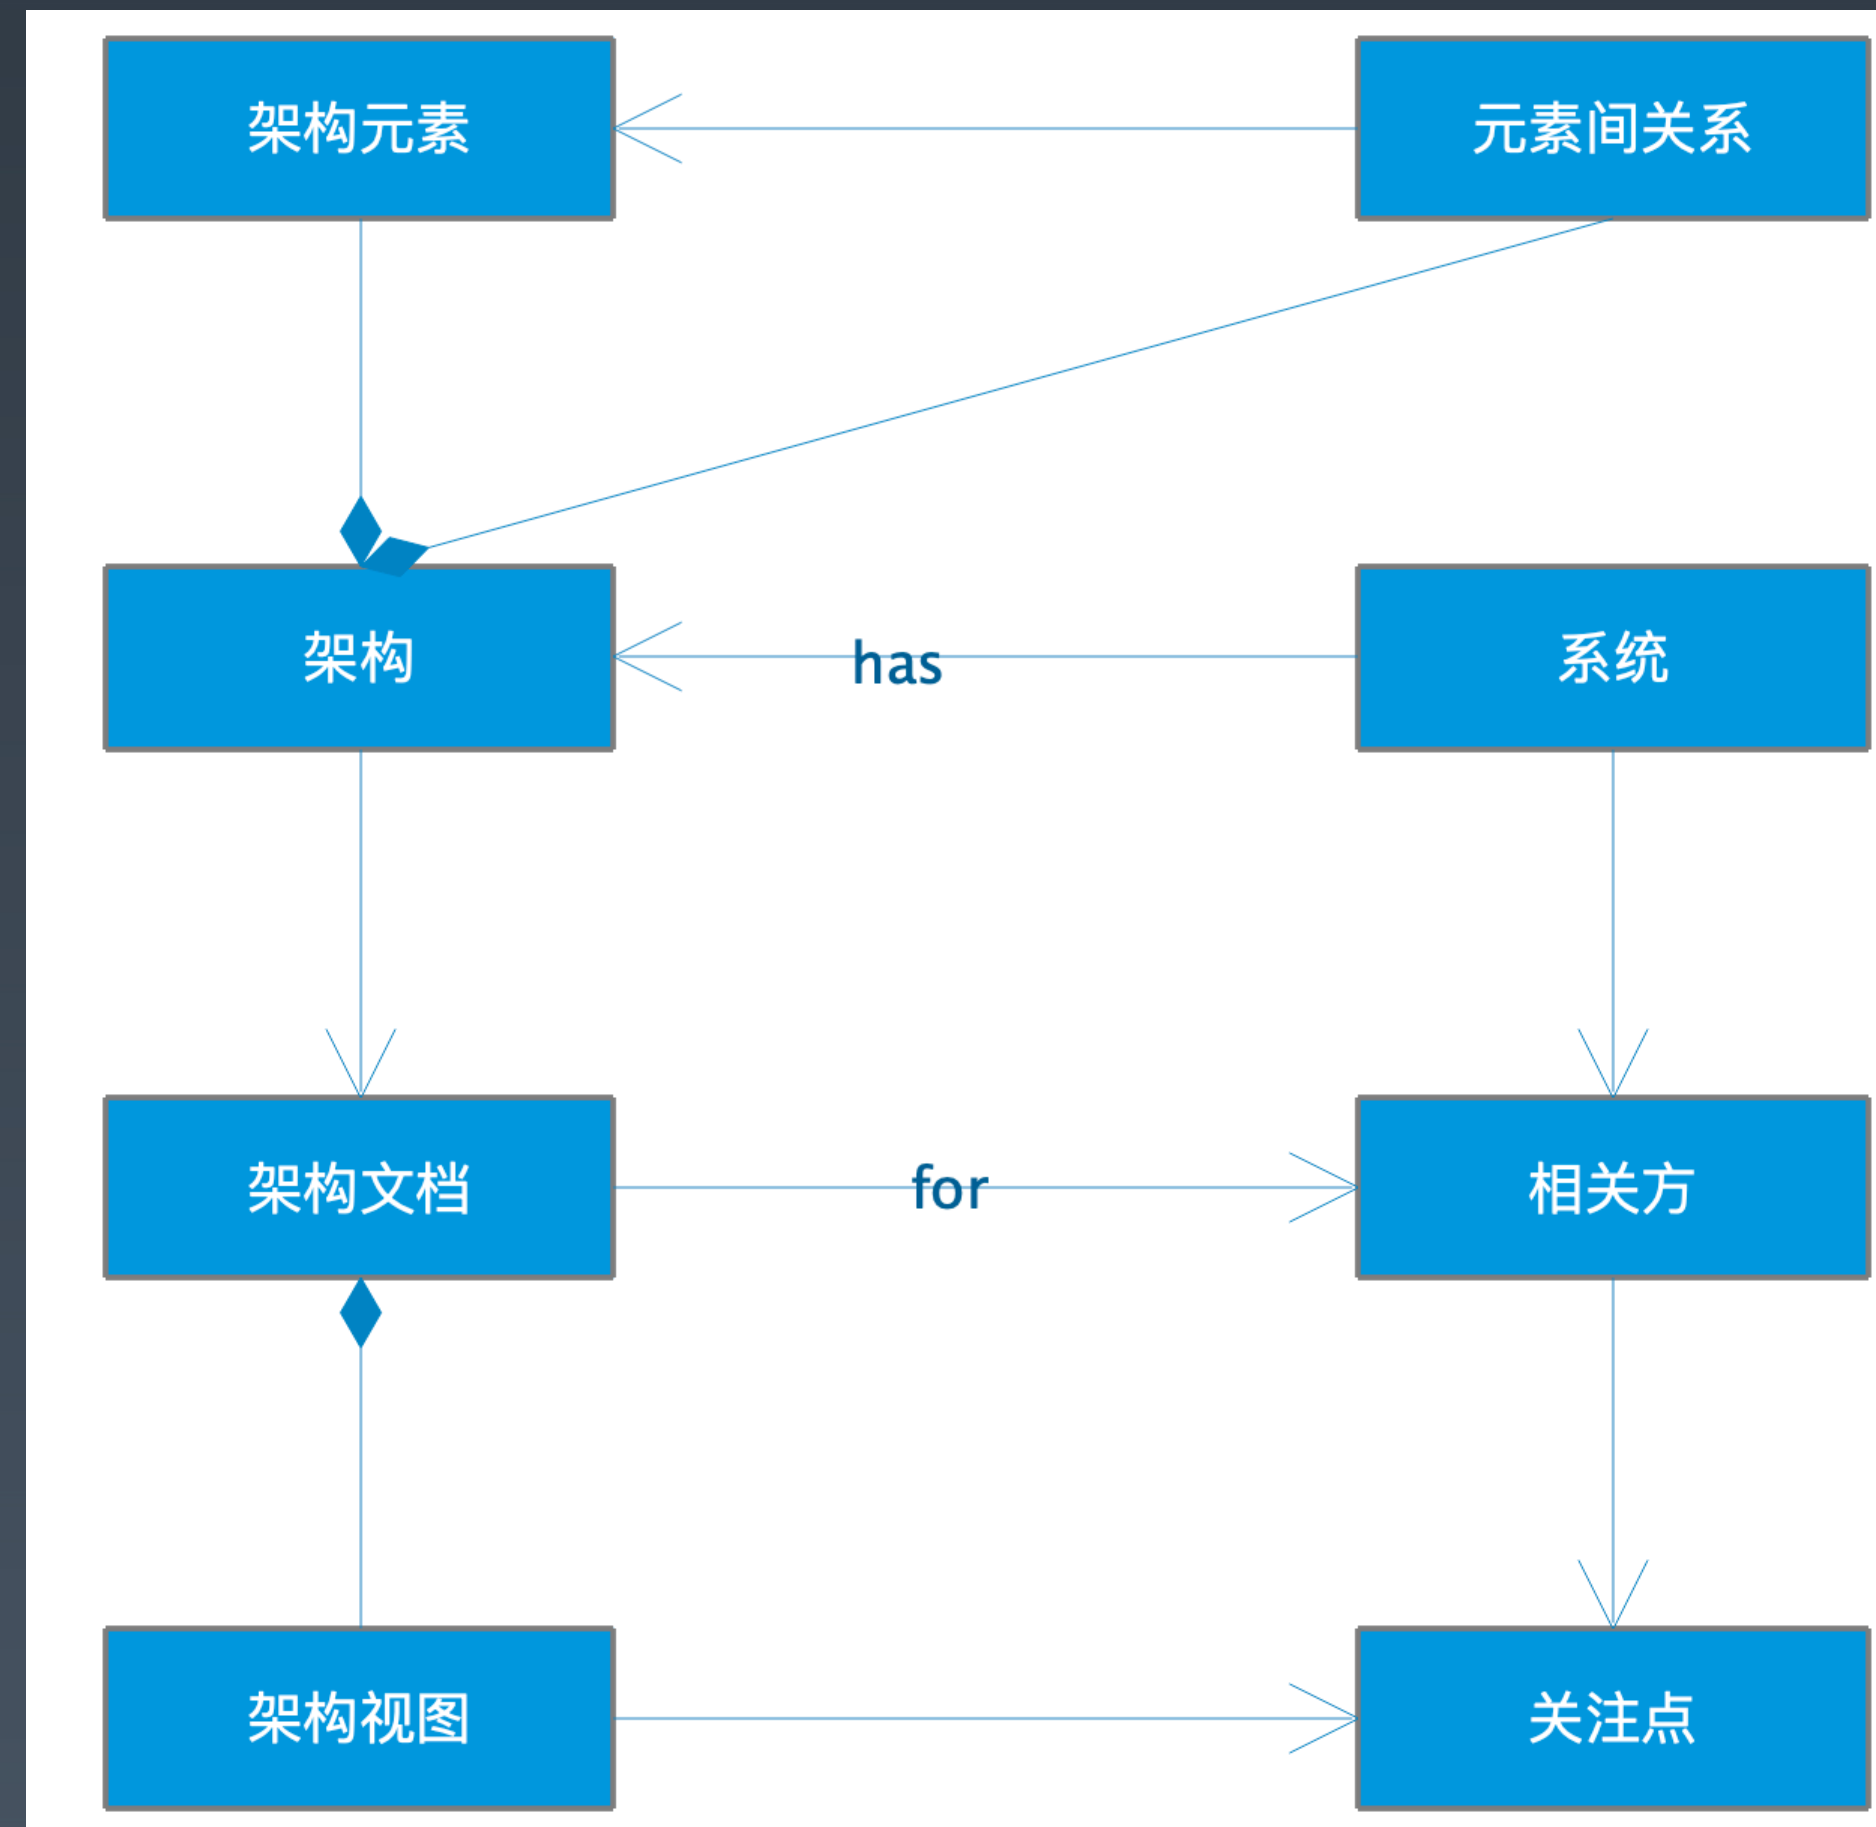 架构元素
元素间关系
架构
has
系统
架构文档
for
相关方
架构视图
关注点